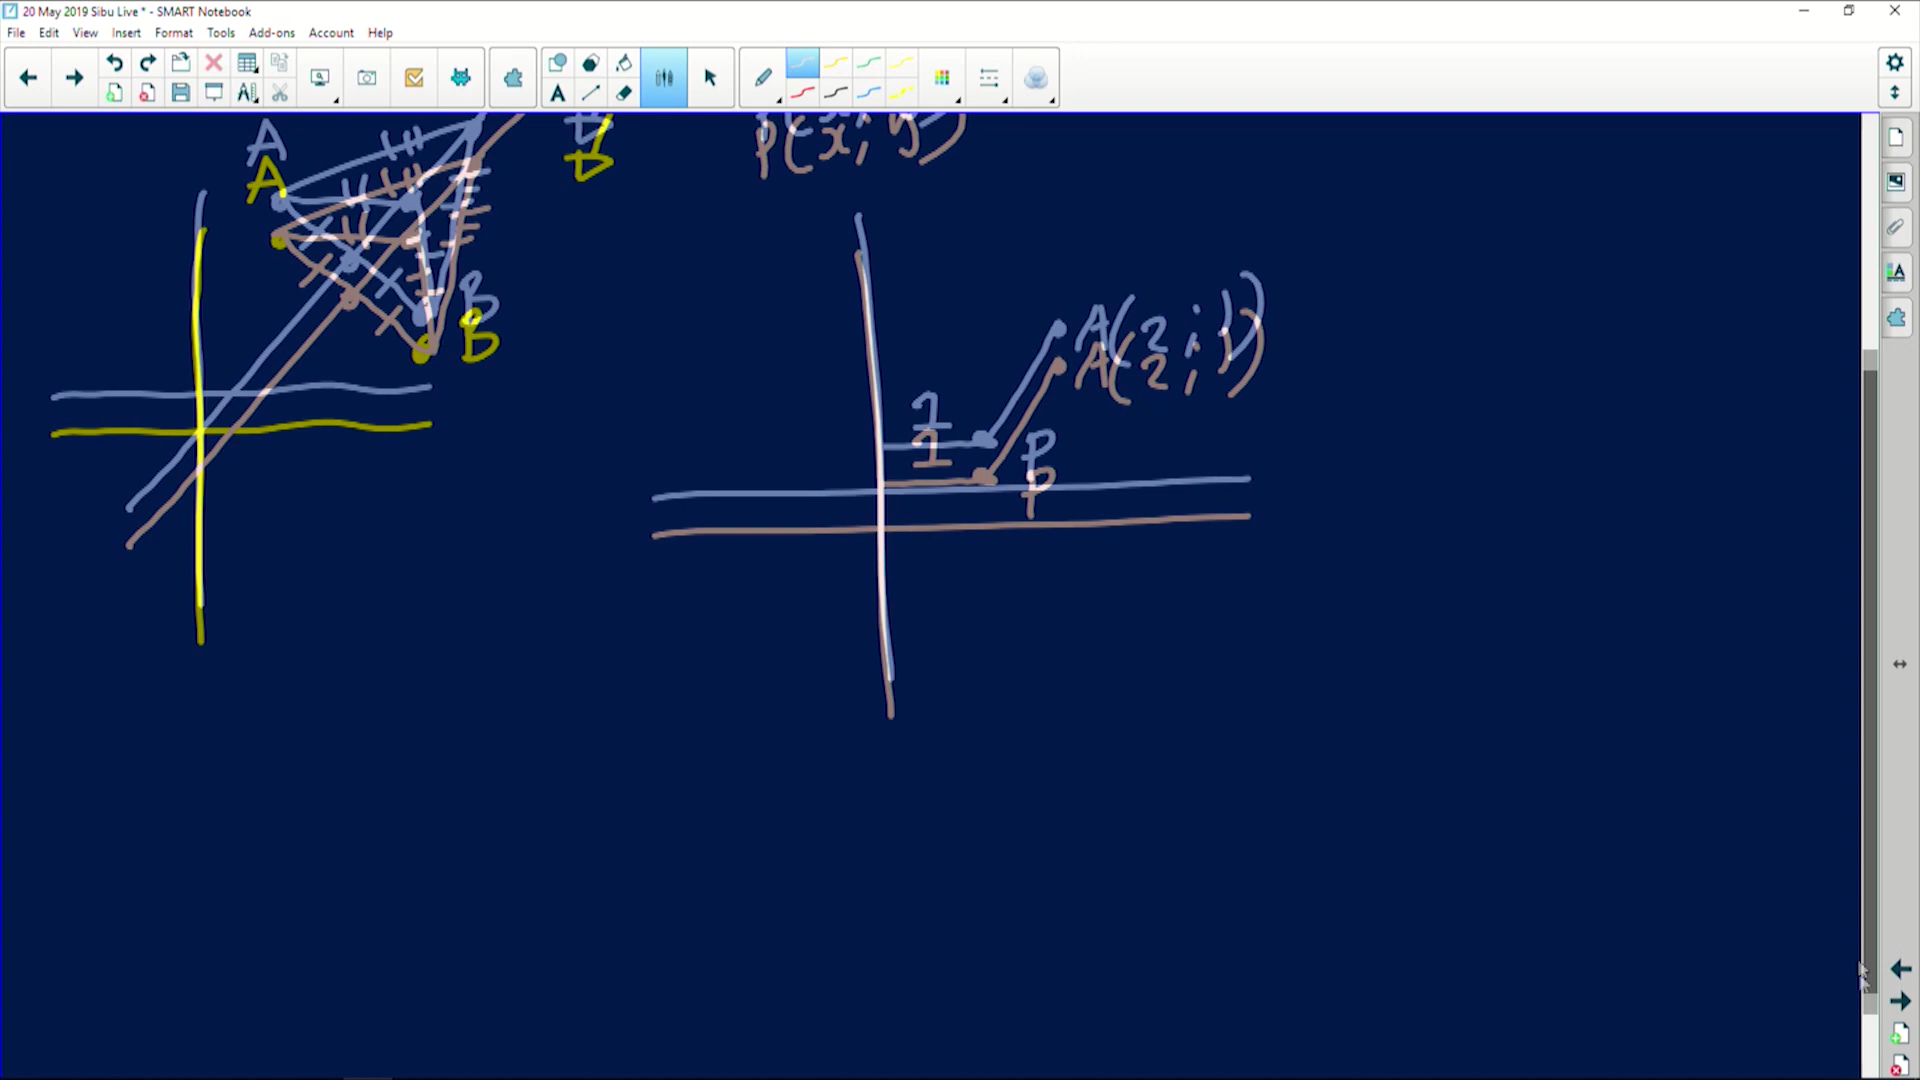 20 May 2019 Sibu Live * - SMART Notebook
File Edit View Insert Format Tools Add-ons Account Help
A
A
D
P(x; y)
B
B
A(2; 1)
A(2; 1)
1
1
P
P